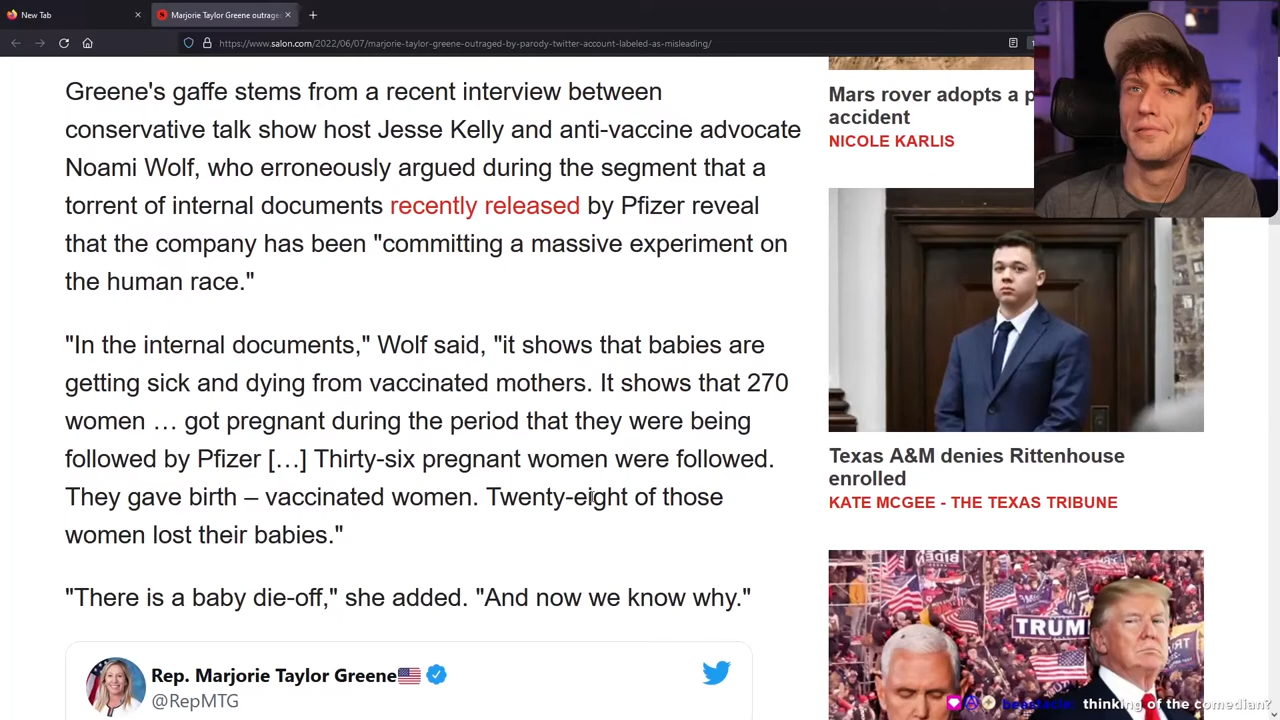 New Tab
Marjorie Taylor Greene outrage
https://www.salon.com/2022/06/07/marjorie-taylor-greene-outraged-by-parody-twitter-account-labeled-as-misleading/
Greene's gaffe stems from a recent interview between
conservative talk show host Jesse Kelly and anti-vaccine advocate
Noami Wolf, who erroneously argued during the segment that a
torrent of internal documents recently released by Pfizer reveal
that the company has been "committing a massive experiment on
the human race."
"In the internal documents," Wolf said, "it shows that babies are
getting sick and dying from vaccinated mothers. It shows that 270
women … got pregnant during the period that they were being
followed by Pfizer […] Thirty-six pregnant women were followed.
They gave birth – vaccinated women. Twenty-eight of those
women lost their babies."
"There is a baby die-off," she added. "And now we know why."
Rep. Marjorie Taylor Greene
@RepMTG
Mars rover adopts a p
accident
NICOLE KARLIS
Texas A&M denies Rittenhouse
enrolled
KATE MCGEE - THE TEXAS TRIBUNE
TRUMP
thinking of the comedian?